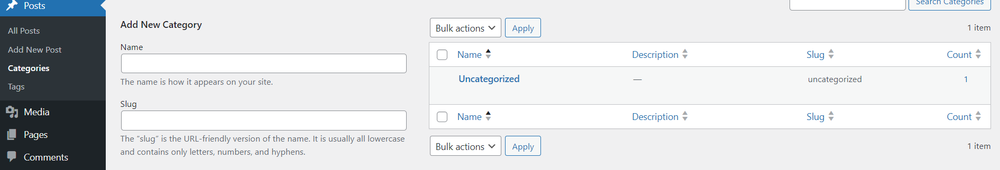 Posts
All Posts
Add New Post
Categories
Tags
Media
Pages
Comments
Search Categories
Add New Category
Name
The name is how it appears on your site.
Slug
The “slug” is the URL-friendly version of the name. It is usually all lowercase
and contains only letters, numbers, and hyphens.
Bulk actions Apply 1 item
Name Description Slug Count
Uncategorized — uncategorized 1
Name Description Slug Count
Bulk actions Apply 1 item